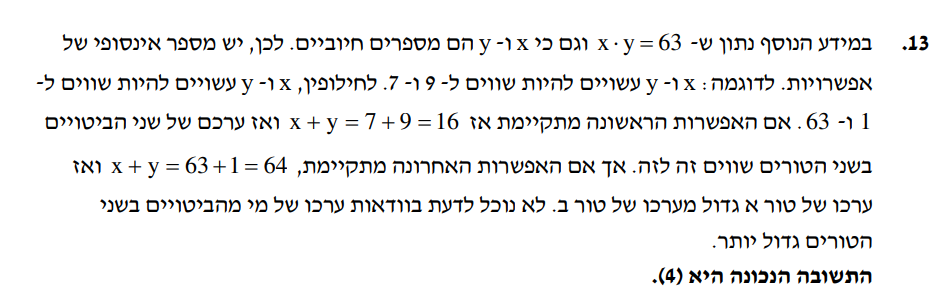 13. במידע הנוסף נתון ש- x · y = 63 וגם כי x ו- y הם מספרים חיוביים. לכן, יש מספר אינסופי של
אפשרויות. לדוגמה: x ו- y עשויים להיות שווים ל- 9 ו- 7. לחילופין, x ו- y עשויים להיות שווים ל-
1 ו- 63. אם האפשרות הראשונה מתקיימת אז x + y = 7 + 9 = 16 ואז ערכם של שני הביטויים
בשני הטורים שווים זה לזה. אך אם האפשרות האחרונה מתקיימת, x + y = 63 + 1 = 64 ואז
ערכו של טור א גדול מערכו של טור ב. לא נוכל לדעת בוודאות ערכו של מי מהביטויים בשני
הטורים גדול יותר.
התשובה הנכונה היא (4).